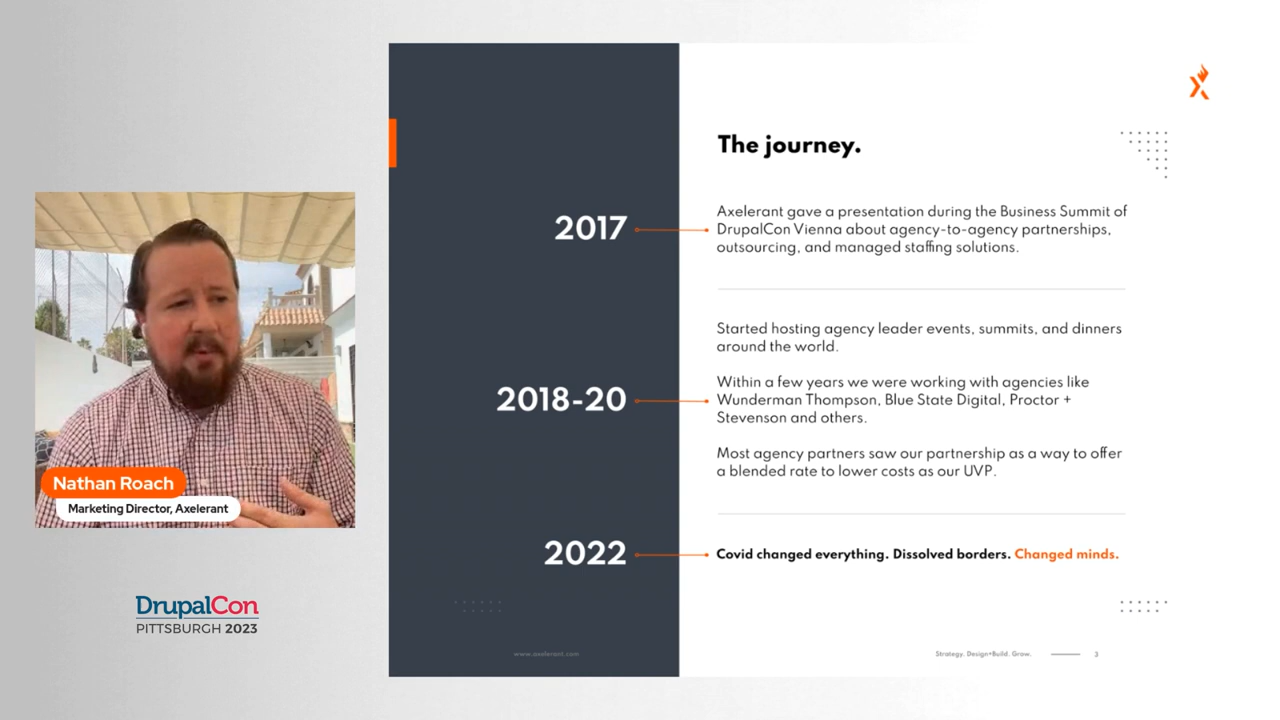 The journey.
2017
Axelerant gave a presentation during the Business Summit of
DrupalCon Vienna about agency-to-agency partnerships,
outsourcing, and managed staffing solutions.
2018-20
Started hosting agency leader events, summits, and dinners
around the world.
Within a few years we were working with agencies like
Wunderman Thompson, Blue State Digital, Proctor +
Stevenson and others.
Most agency partners saw our partnership as a way to offer
a blended rate to lower costs as our UVP.
2022
Covid changed everything. Dissolved borders. Changed minds.
www.axelerant.com
Strategy. Design+Build. Grow.
3
Nathan Roach
Marketing Director, Axelerant
DrupalCon
PITTSBURGH 2023